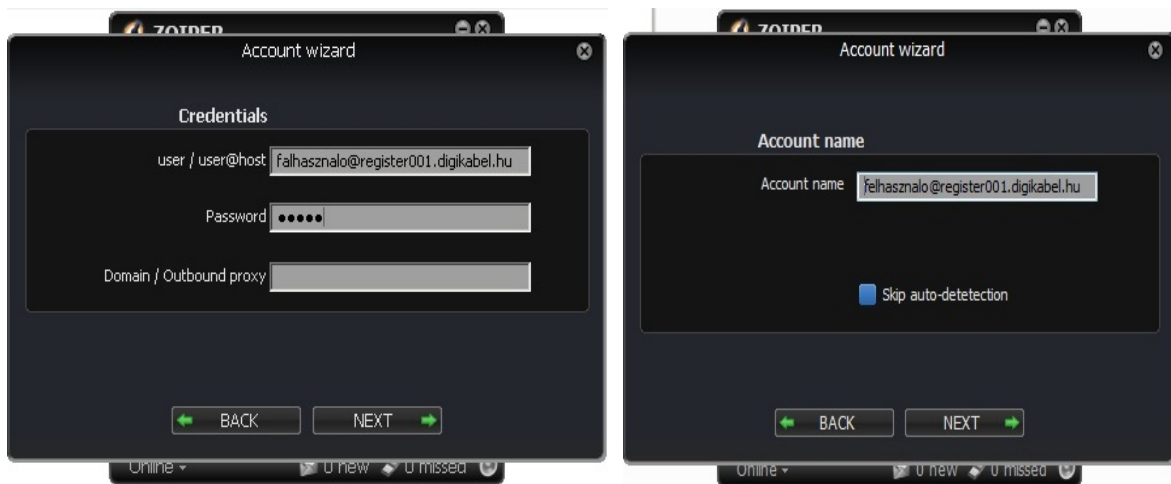 ZOIPER
Account wizard
Credentials
user / user@host falhasznalo@register001.digikabel.hu
Password •••••
Domain / Outbound proxy
BACK NEXT
Online 0 new 0 missed
ZOIPER
Account wizard
Account name
Account name felhasznalo@register001.digikabel.hu
Skip auto-detetection
BACK NEXT
Online 0 new 0 missed